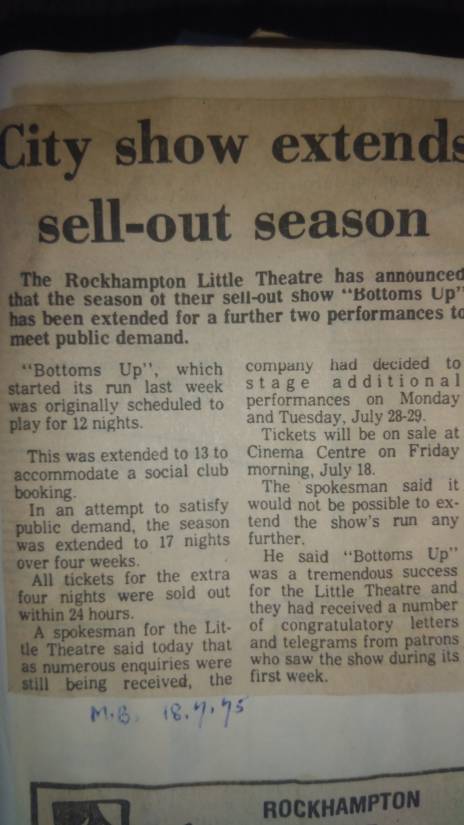 City show extends
sell-out season
The Rockhampton Little Theatre has announced
that the season of their sell-out show "Bottoms Up"
has been extended for a further two performances to
meet public demand.
"Bottoms Up", which
started its run last week
was originally scheduled to
play for 12 nights.
This was extended to 13 to
accommodate a social club
booking.
In an attempt to satisfy
public demand, the season
was extended to 17 nights
over four weeks.
All tickets for the extra
four nights were sold out
within 24 hours.
A spokesman for the Lit-
tle Theatre said today that
as numerous enquiries were
still being received, the
company had decided to
stage additional
performances on Monday
and Tuesday, July 28-29.
Tickets will be on sale at
Cinema Centre on Friday
morning, July 18.
The spokesman said it
would not be possible to ex-
tend the show's run any
further.
He said "Bottoms Up"
was a tremendous success
for the Little Theatre and
they had received a number
of congratulatory letters
and telegrams from patrons
who saw the show during its
first week.
M.B. 18.7.75
ROCKHAMPTON